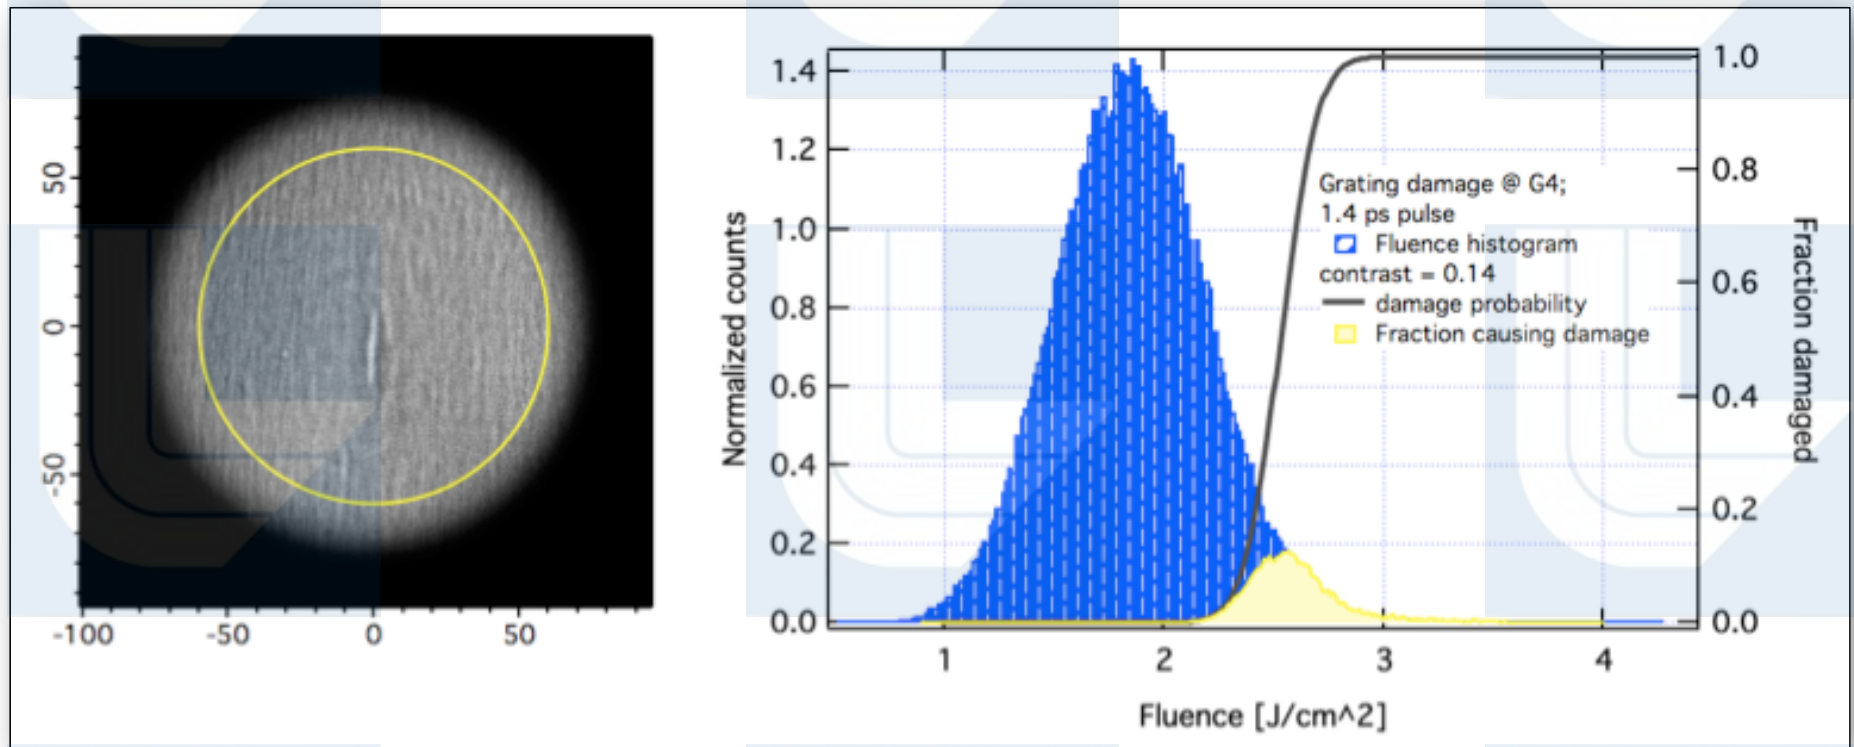 50
0
-50
-100 -50 0 50
Normalized counts
1.4
1.2
1.0
0.8
0.6
0.4
0.2
0.0
Grating damage @ G4;
1.4 ps pulse
Fluence histogram
contrast = 0.14
damage probability
Fraction causing damage
1.0
0.8
0.6
0.4
0.2
0.0
Fraction damaged
1 2 3 4
Fluence [J/cm^2]